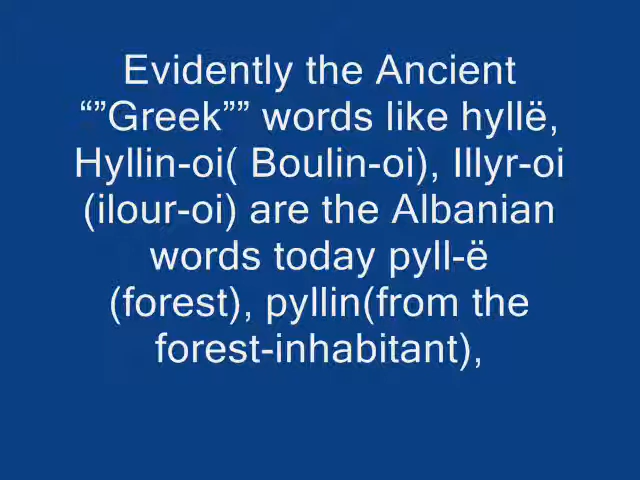 Evidently the Ancient
“”Greek”” words like hyllë,
Hyllin-oi( Boulin-oi), Illyr-oi
(ilour-oi) are the Albanian
words today pyll-ë
(forest), pyllin(from the
forest-inhabitant),